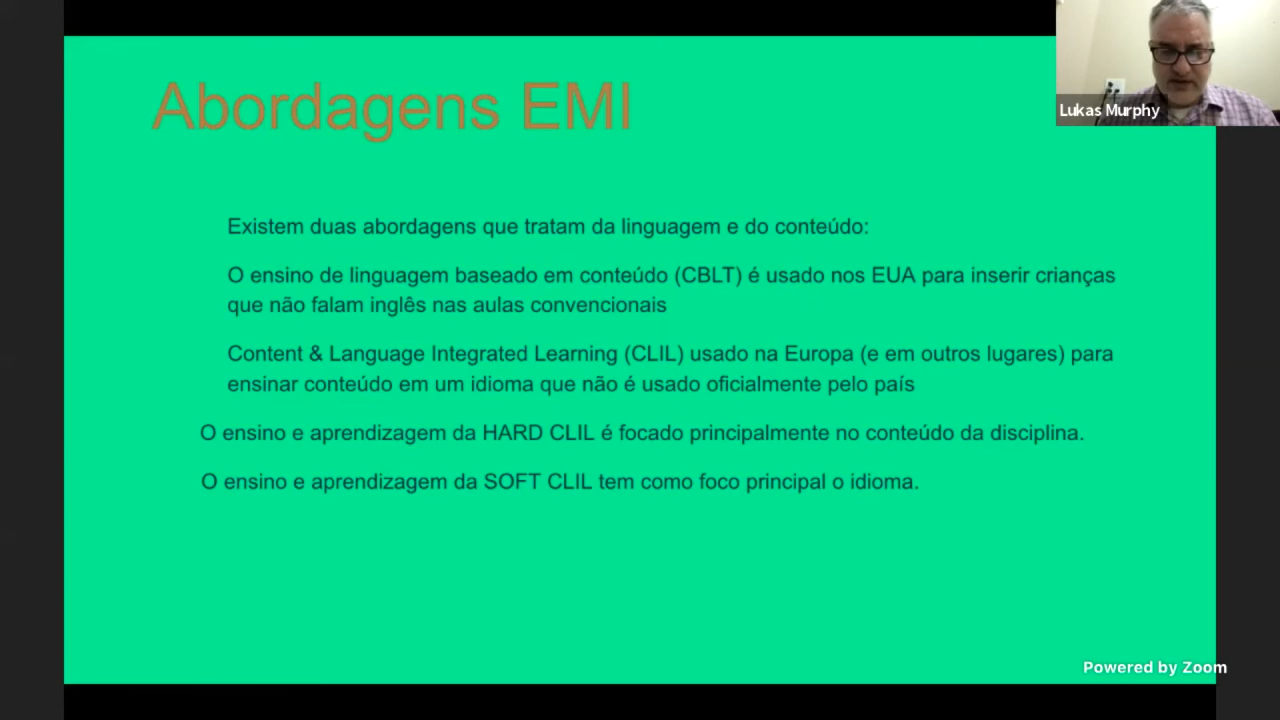 Abordagens EMI
Lukas Murphy
Existem duas abordagens que tratam da linguagem e do conteúdo:
O ensino de linguagem baseado em conteúdo (CBLT) é usado nos EUA para inserir crianças
que não falam inglês nas aulas convencionais
Content & Language Integrated Learning (CLIL) usado na Europa (e em outros lugares) para
ensinar conteúdo em um idioma que não é usado oficialmente pelo país
O ensino e aprendizagem da HARD CLIL é focado principalmente no conteúdo da disciplina.
O ensino e aprendizagem da SOFT CLIL tem como foco principal o idioma.
Powered by Zoom